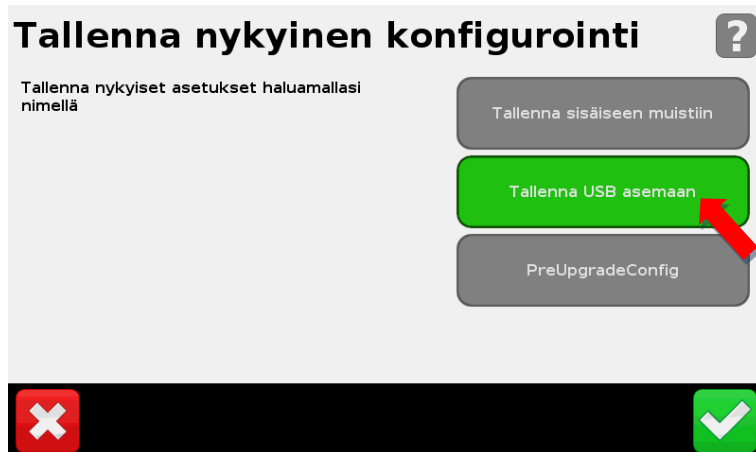 Tallenna nykyinen konfigurointi
?
Tallenna nykyiset asetukset haluamallasi
nimellä
Tallenna sisäiseen muistiin
Tallenna USB asemaan
PreUpgradeConfig